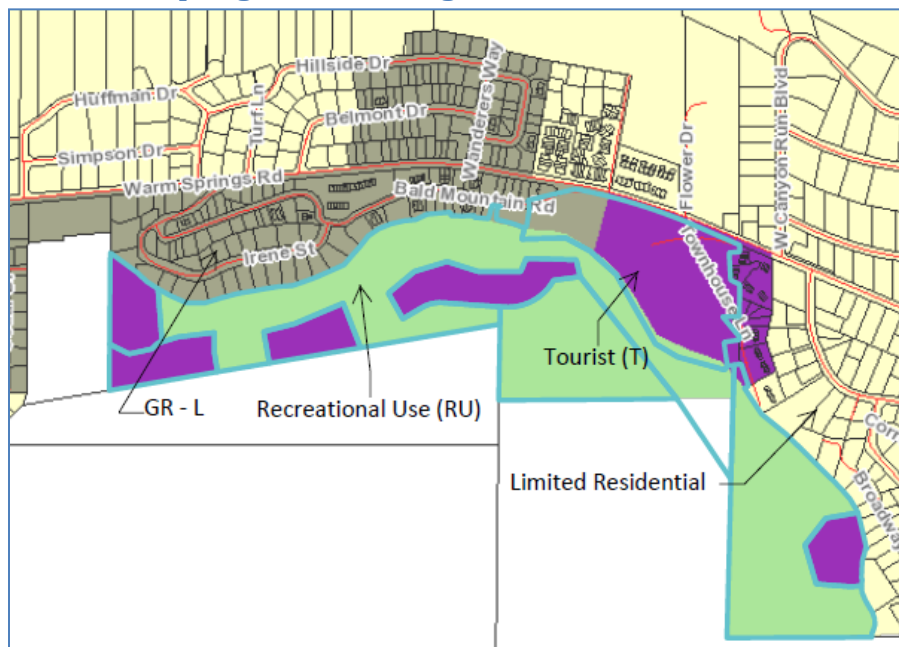 Hillside Dr
Huffman Dr
Turf Ln
Wanderers Way
Belmont Dr
Simpson Dr
Flower Dr
W Canyon Run Blvd
Warm Springs Rd
Bald Mountain Rd
Irene St
Townhouse Ln
Tourist (T)
GR - L
Recreational Use (RU)
Limited Residential
Broadway